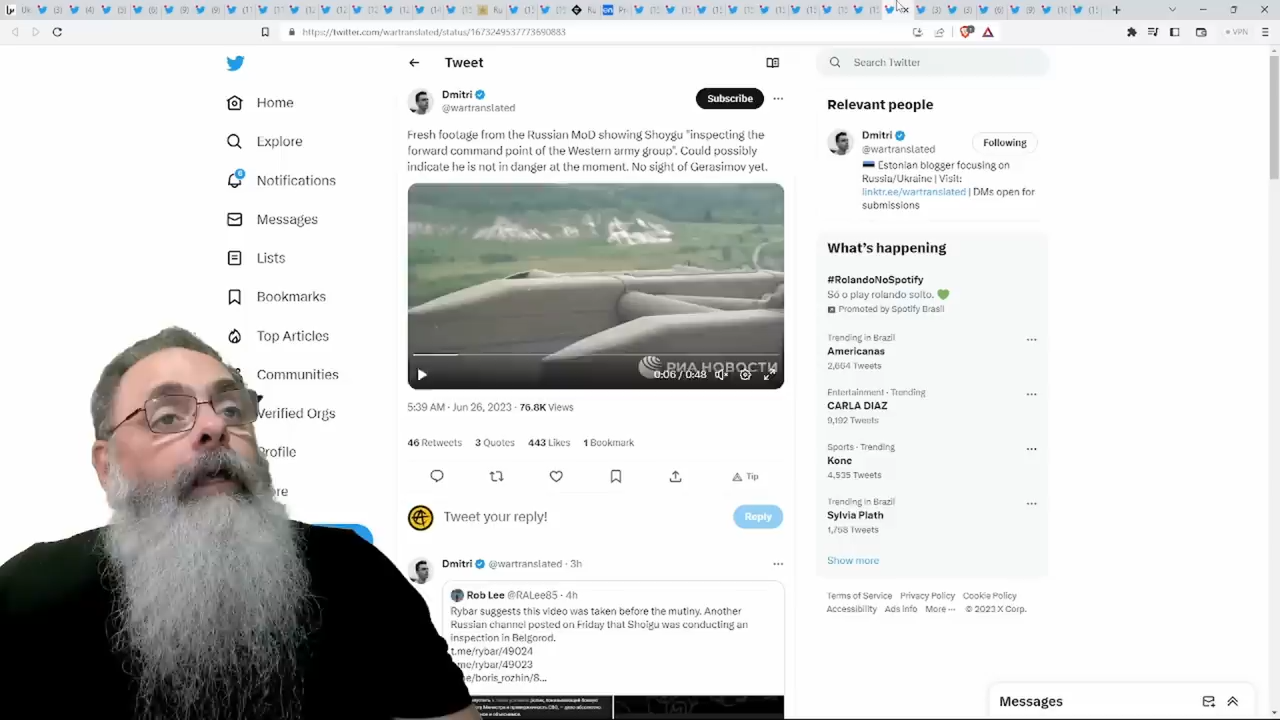 https://twitter.com/wartranslated/status/1673249537773690883
VPN
Home
Explore
6
Notifications
Messages
Lists
Bookmarks
Top Articles
Communities
Verified Orgs
Tweet
Dmitri
@wartranslated
Subscribe
Fresh footage from the Russian MoD showing Shoygu "inspecting the
forward command point of the Western army group". Could possibly
indicate he is not in danger at the moment. No sight of Gerasimov yet.
РИА НОВОСТИ
0:06 / 0:48
5:39 AM · Jun 26, 2023 · 76.8K Views
46 Retweets 3 Quotes 443 Likes 1 Bookmark
Tip
Tweet your reply!
Reply
Dmitri @wartranslated · 3h
Rob Lee @RALee85 · 4h
Rybar suggests this video was taken before the mutiny. Another
Russian channel posted on Friday that Shoigu was conducting an
inspection in Belgorod.
t.me/rybar/49024
me/rybar/49023
e/boris_rozhin/8...
Search Twitter
Relevant people
Dmitri
@wartranslated
Following
Estonian blogger focusing on
Russia/Ukraine | Visit:
linktr.ee/wartranslated | DMs open for
submissions
What's happening
#RolandoNoSpotify
Só o play rolando solto.
Promoted by Spotify Brasil
Trending in Brazil
Americanas
2,664 Tweets
Entertainment · Trending
CARLA DIAZ
9,192 Tweets
Sports · Trending
Kone
4,535 Tweets
Trending in Brazil
Sylvia Plath
Tweets
Show more
Terms of Service Privacy Policy Cookie Policy
Accessibility Ads info More ··· © 2023 X Corp.
Messages